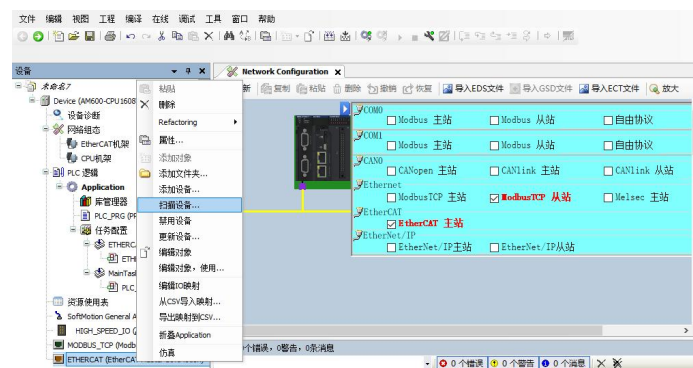 文件 编辑 视图 工程 编译 在线 调试 工具 窗口 帮助
设备
Network Configuration
未命名7
Device (AM600-CPU1608
设备诊断
网络组态
EtherCAT机架
CPU机架
PLC 逻辑
Application
库管理器
PLC_PRG (PR
任务配置
ETHERC
ETH
MainTas
PLC_
资源使用表
SoftMotion General A
HIGH_SPEED_IO (
MODBUS_TCP (Modb
ETHERCAT (EtherCA
粘贴
删除
Refactoring
属性...
添加对象
添加文件夹...
添加设备...
扫描设备...
禁用设备
更新设备...
编辑对象
编辑对象，使用...
编辑IO映射
从CSV导入映射...
导出映射到CSV...
折叠Application
仿真
新 复制 粘贴 删除 撤销 恢复 导入EDS文件 导入GSD文件 导入ECT文件 放大
COM0
Modbus 主站 Modbus 从站 自由协议
COM1
Modbus 主站 Modbus 从站 自由协议
CAN0
CANopen 主站 CANlink 主站 CANlink 从站
Ethernet
ModbusTCP 主站 ModbusTCP 从站 Melsec 主站
EtherCAT
EtherCAT 主站
EtherNet/IP
EtherNet/IP主站 EtherNet/IP从站
个错误，0警告，0条消息
0 个错误 0 个警告 0 个消息